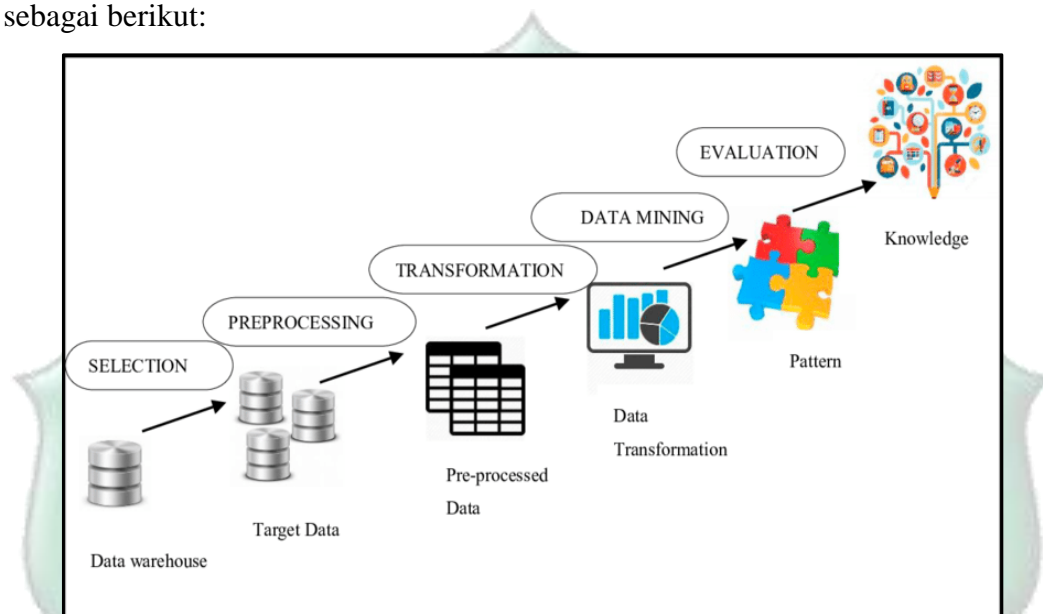 sebagai berikut:
EVALUATION
Knowledge
DATA MINING
TRANSFORMATION
Pattern
PREPROCESSING
Data
Transformation
SELECTION
Pre-processed
Data
Target Data
Data warehouse